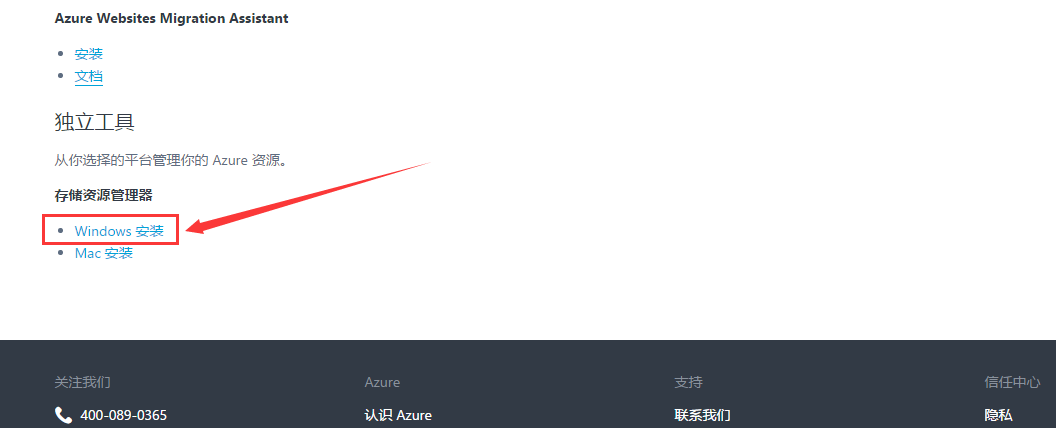 Azure Websites Migration Assistant
安装
文档
独立工具
从你选择的平台管理你的 Azure 资源。
存储资源管理器
Windows 安装
Mac 安装
关注我们 Azure 支持 信任中心
400-089-0365 认识 Azure 联系我们 隐私